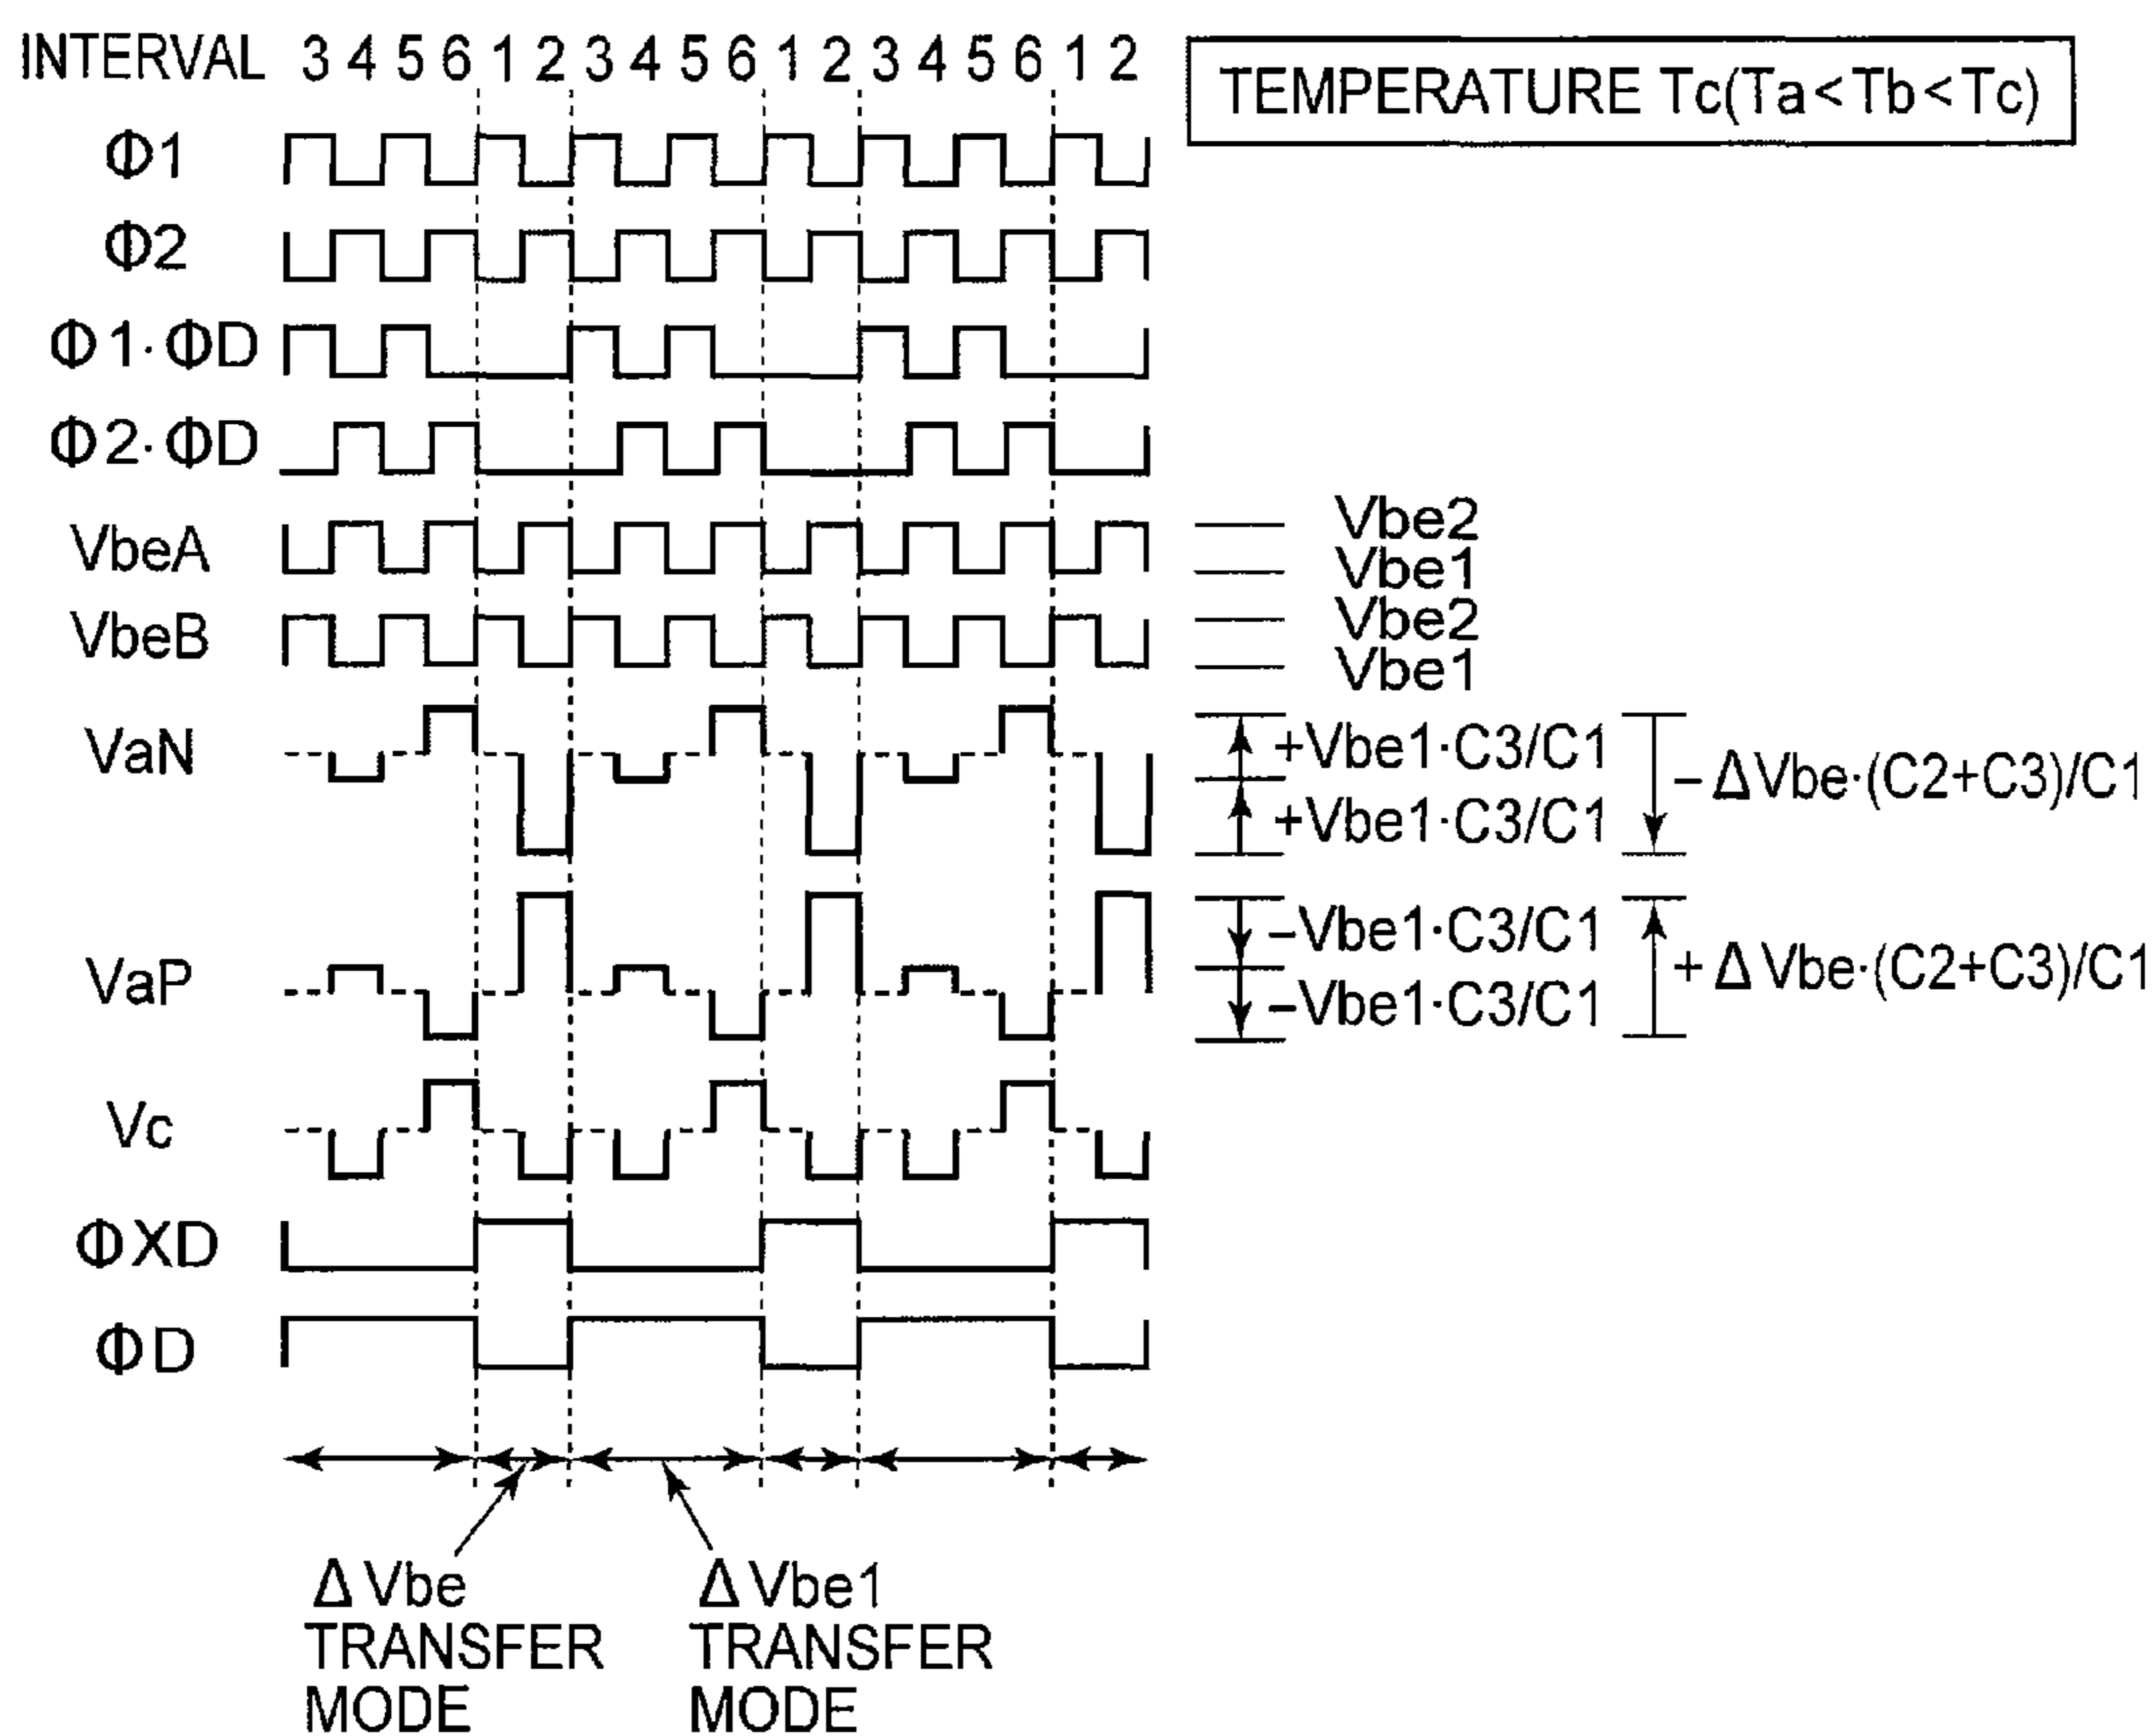 INTERVAL 3 4 5 6 1 2 3 4 5 6 1 2 3 4 5 6 1 2
TEMPERATURE Tc(Ta<Tb<Tc)
Φ1
Φ2
Φ1·ΦD
Φ2·ΦD
VbeA
Vbe2
Vbe1
VbeB
Vbe2
Vbe1
VaN
+Vbe1·C3/C1
+Vbe1·C3/C1
−ΔVbe·(C2+C3)/C1
VaP
−Vbe1·C3/C1
−Vbe1·C3/C1
+ΔVbe·(C2+C3)/C1
Vc
ΦXD
ΦD
ΔVbe
TRANSFER
MODE
ΔVbe1
TRANSFER
MODE